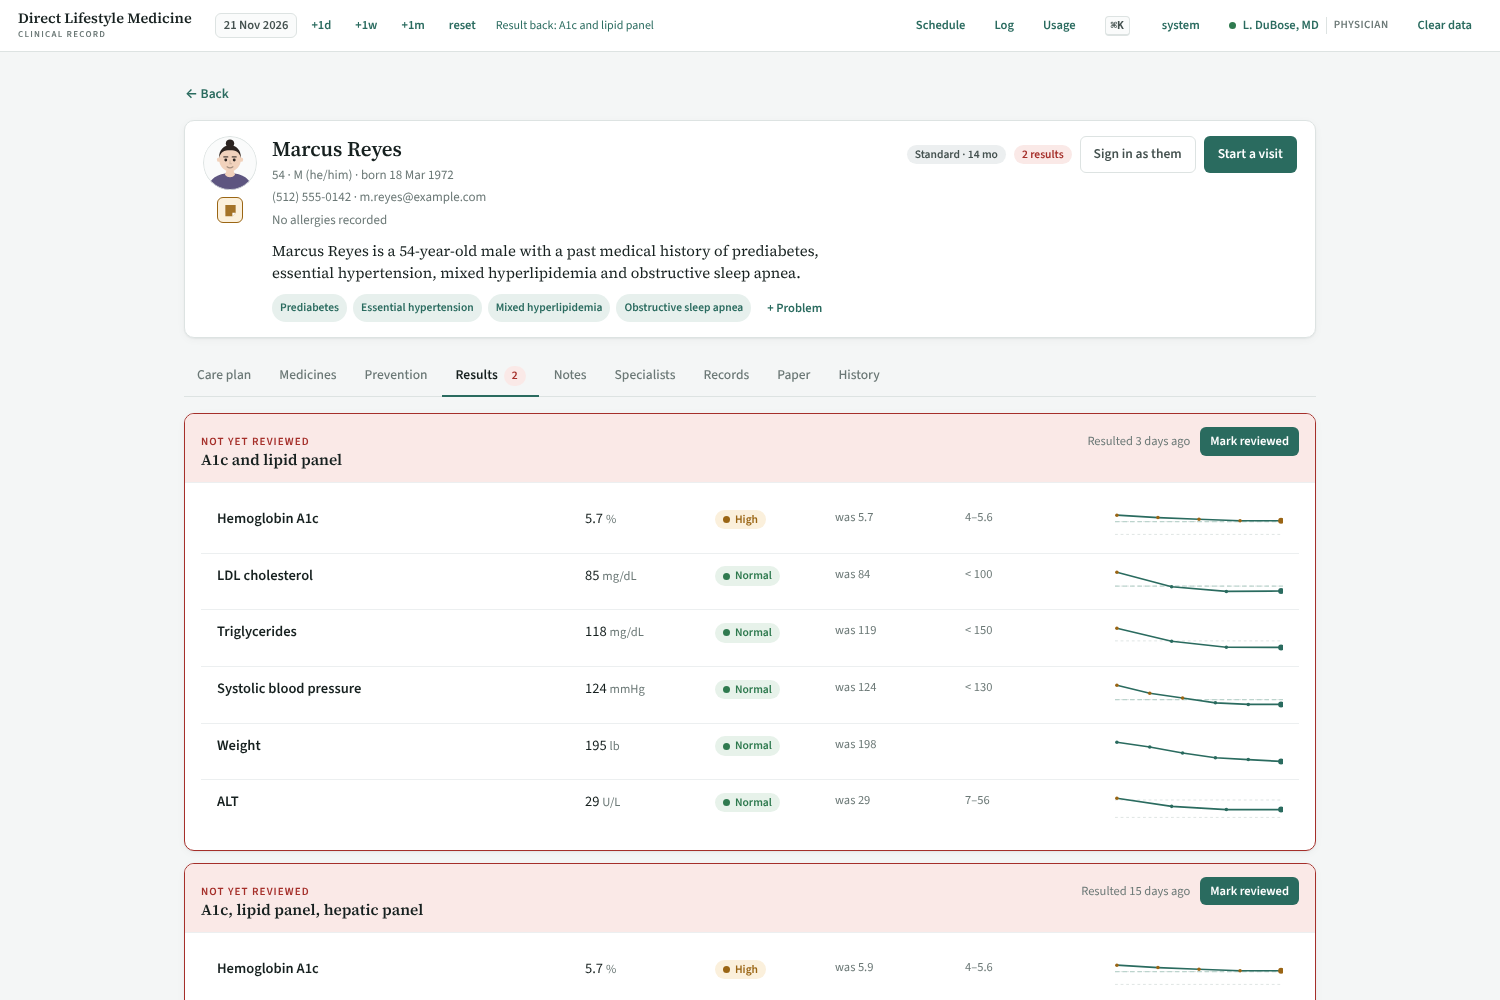 Direct Lifestyle Medicine
CLINICAL RECORD
21 Nov 2026 +1d +1w +1m reset Result back: A1c and lipid panel
Schedule Log Usage ⌘K system L. DuBose, MD PHYSICIAN Clear data
← Back
Marcus Reyes
Standard · 14 mo 2 results Sign in as them Start a visit
54 · M (he/him) · born 18 Mar 1972
(512) 555-0142 · m.reyes@example.com
No allergies recorded
Marcus Reyes is a 54-year-old male with a past medical history of prediabetes,
essential hypertension, mixed hyperlipidemia and obstructive sleep apnea.
Prediabetes Essential hypertension Mixed hyperlipidemia Obstructive sleep apnea + Problem
Care plan Medicines Prevention Results 2 Notes Specialists Records Paper History
NOT YET REVIEWED
A1c and lipid panel
Resulted 3 days ago Mark reviewed
Hemoglobin A1c 5.7 % High was 5.7 4–5.6
LDL cholesterol 85 mg/dL Normal was 84 < 100
Triglycerides 118 mg/dL Normal was 119 < 150
Systolic blood pressure 124 mmHg Normal was 124 < 130
Weight 195 lb Normal was 198
ALT 29 U/L Normal was 29 7–56
NOT YET REVIEWED
A1c, lipid panel, hepatic panel
Resulted 15 days ago Mark reviewed
Hemoglobin A1c 5.7 % High was 5.9 4–5.6